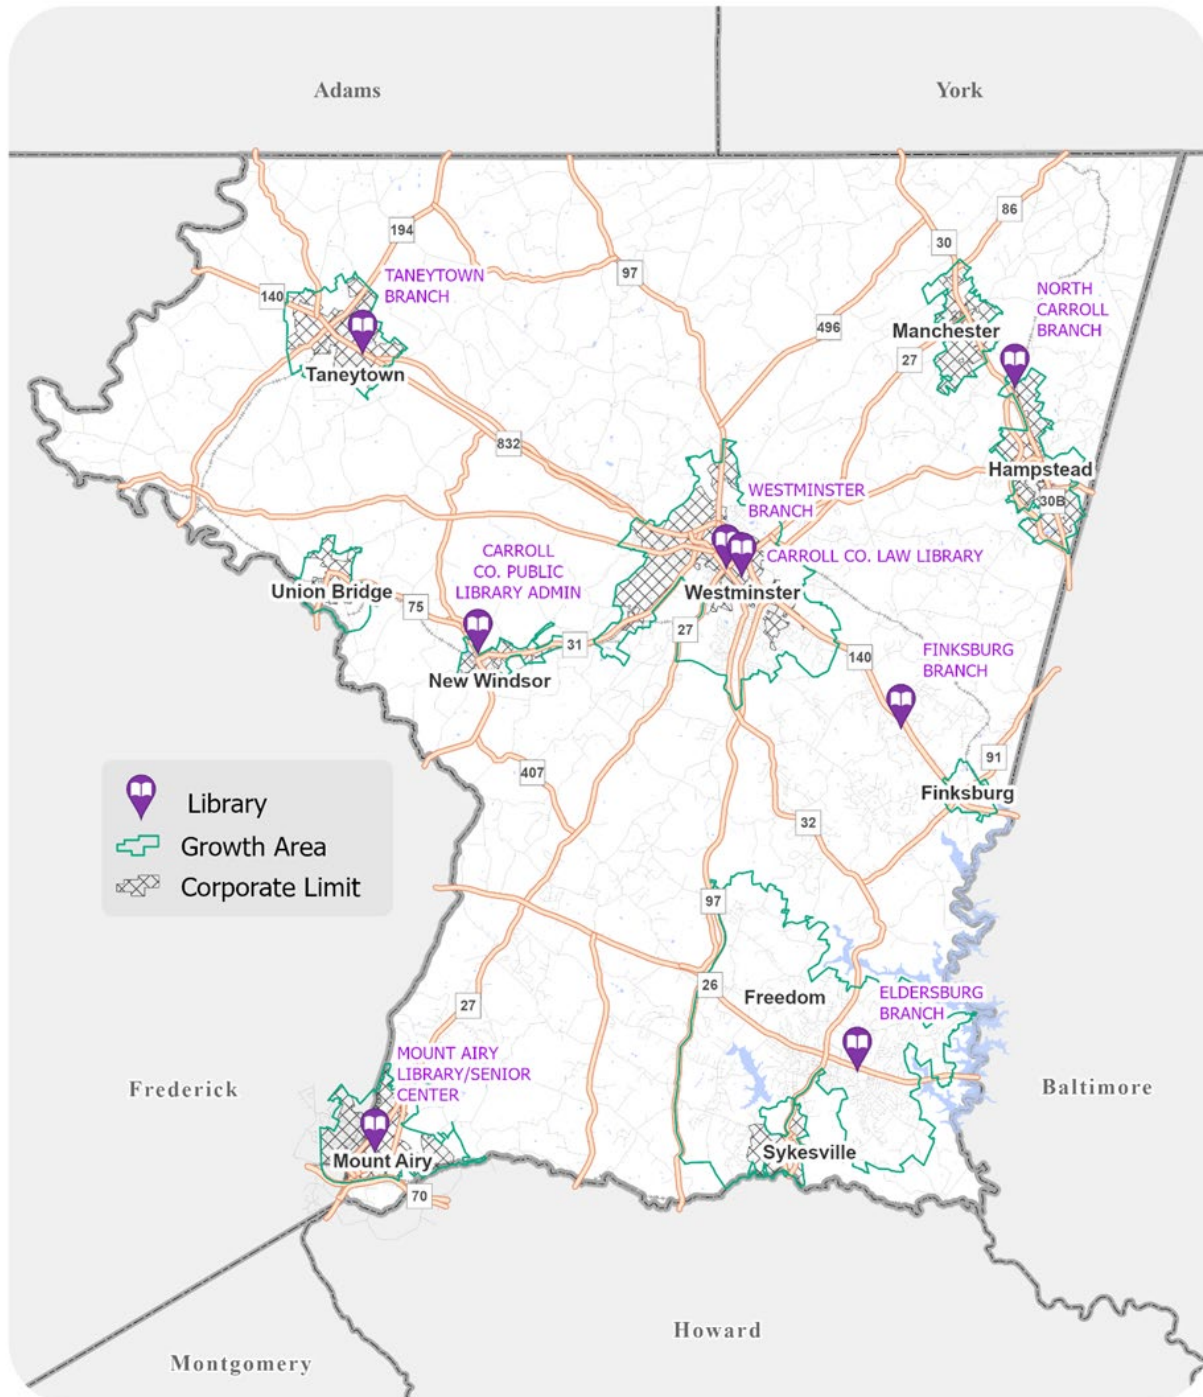 Adams
York
86
194
30
97
TANEYTOWN
BRANCH
140
NORTH
CARROLL
BRANCH
496
Manchester
27
Taneytown
832
Hampstead
30B
WESTMINSTER
BRANCH
CARROLL
CO. PUBLIC
LIBRARY ADMIN
CARROLL CO. LAW LIBRARY
Union Bridge
Westminster
75
27
31
140
FINKSBURG
BRANCH
New Windsor
91
407
Finksburg
32
Library
Growth Area
Corporate Limit
97
26
Freedom
ELDERSBURG
BRANCH
27
MOUNT AIRY
LIBRARY/SENIOR
CENTER
Frederick
Baltimore
Sykesville
Mount Airy
70
Howard
Montgomery